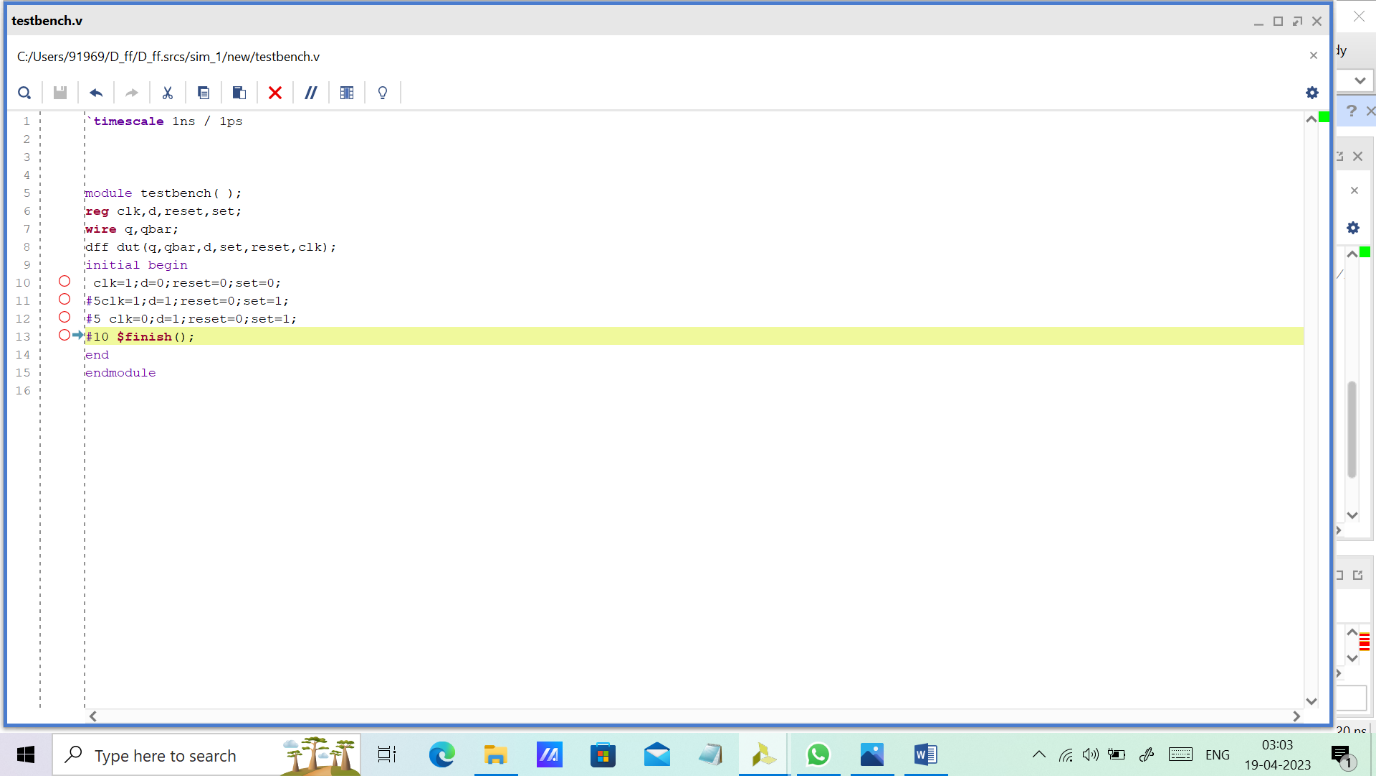 testbench.v
C:/Users/91969/D_ff/D_ff.srcs/sim_1/new/testbench.v
dy
?
1 `timescale 1ns / 1ps
2
3
4
5 module testbench( );
6 reg clk,d,reset,set;
7 wire q,qbar;
8 dff dut(q,qbar,d,set,reset,clk);
9 initial begin
10 clk=1;d=0;reset=0;set=0;
11 #5clk=1;d=1;reset=0;set=1;
12 #5 clk=0;d=1;reset=0;set=1;
13 #10 $finish();
14 end
15 endmodule
16
20 ns
Type here to search
ENG
03:03
19-04-2023
1